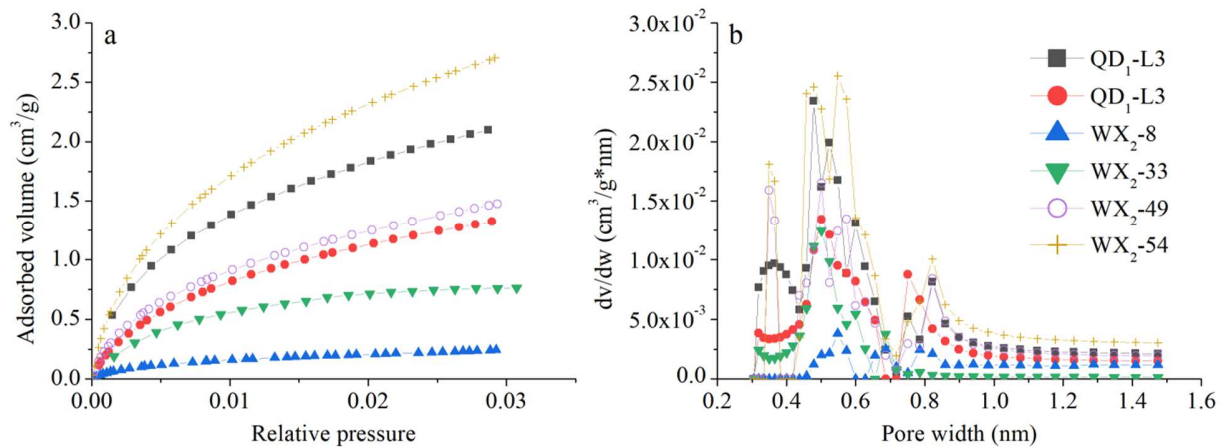 a
3.0
2.5
2.0
1.5
1.0
0.5
0.0
Adsorbed volume (cm³/g)
0.00 0.01 0.02 0.03
Relative pressure
b
3.0x10⁻²
2.5x10⁻²
2.0x10⁻²
1.5x10⁻²
1.0x10⁻²
5.0x10⁻³
0.0
dv/dw (cm³/g*nm)
0.2 0.4 0.6 0.8 1.0 1.2 1.4 1.6
Pore width (nm)
QD₁-L3
QD₁-L3
WX₂-8
WX₂-33
WX₂-49
WX₂-54